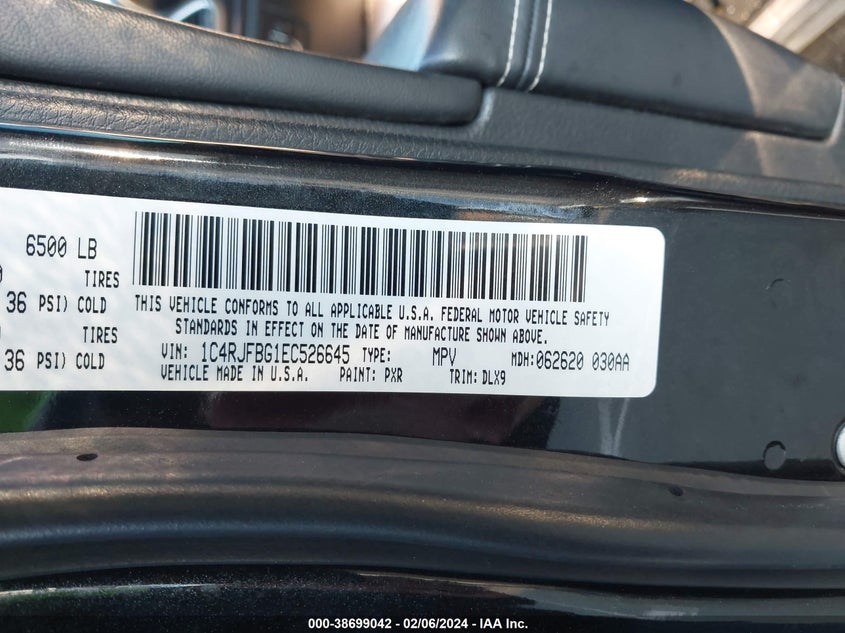 6500 LB
TIRES
36 PSI) COLD
TIRES
36 PSI) COLD
THIS VEHICLE CONFORMS TO ALL APPLICABLE U.S.A. FEDERAL MOTOR VEHICLE SAFETY
STANDARDS IN EFFECT ON THE DATE OF MANUFACTURE SHOWN ABOVE.
VIN: 1C4RJFBG1EC526645 TYPE: MPV MDH:062620 030AA
VEHICLE MADE IN U.S.A. PAINT: PXR TRIM: DLX9
000-38699042 - 02/06/2024 - IAA Inc.